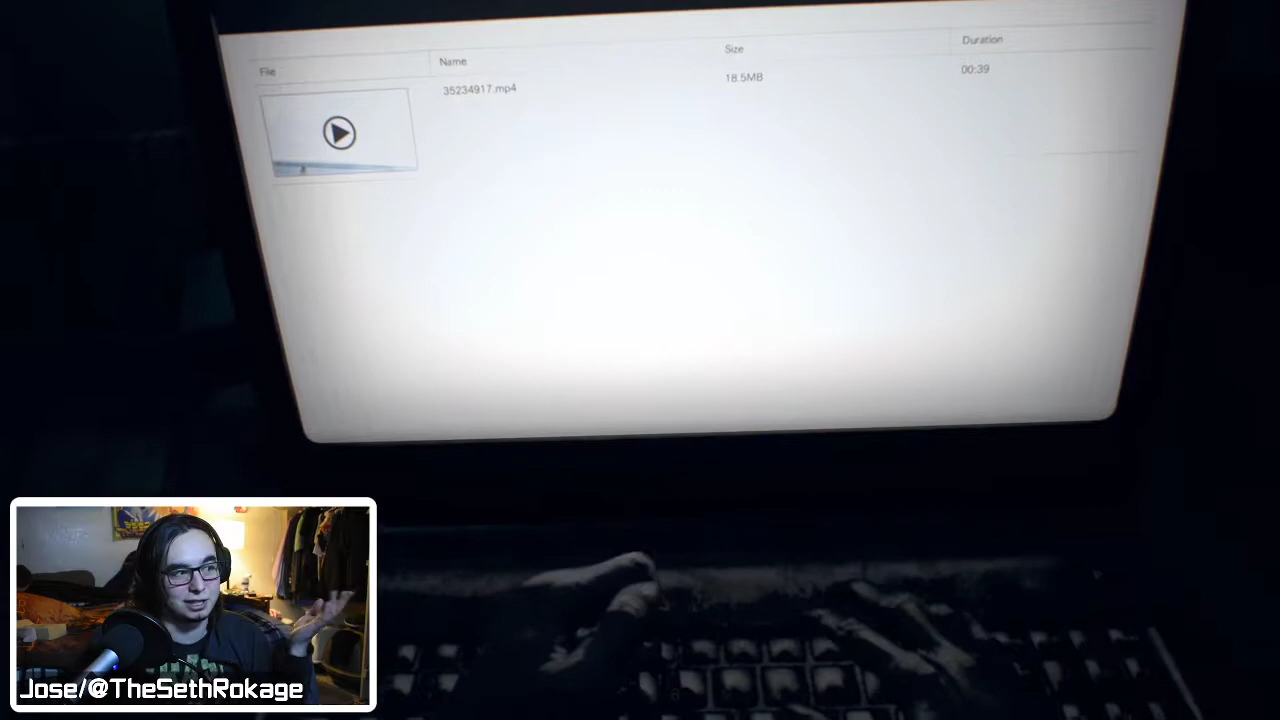 File Name Size Duration
35234917.mp4 18.5MB 00:39
Jose/@TheSethRokage